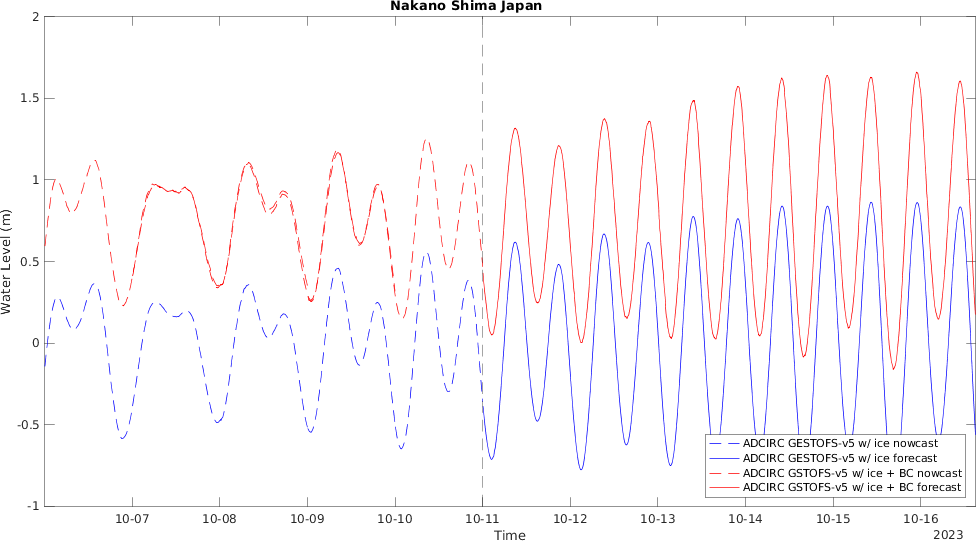 Nakano Shima Japan
2
1.5
1
0.5
0
-0.5
-1
Water Level (m)
10-07 10-08 10-09 10-10 10-11 10-12 10-13 10-14 10-15 10-16
Time
2023
ADCIRC GESTOFS-v5 w/ ice nowcast
ADCIRC GESTOFS-v5 w/ ice forecast
ADCIRC GSTOFS-v5 w/ ice + BC nowcast
ADCIRC GSTOFS-v5 w/ ice + BC forecast